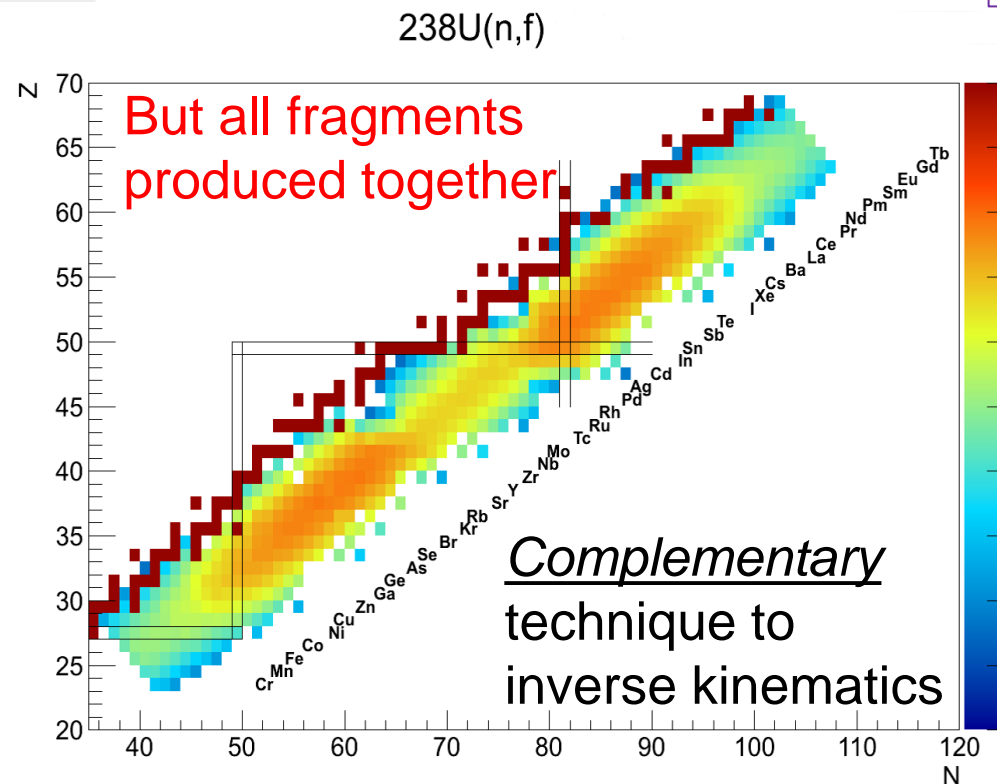 238U(n,f)
Z
70
65
60
55
50
45
40
35
30
25
20
But all fragments
produced together
Tb
Gd
Eu
Sm
Pm
Nd
Pr
Ce
La
Ba
Cs
Xe
I
Te
Sb
Sn
In
Cd
Ag
Pd
Rh
Ru
Tc
Mo
Nb
Zr
Y
Sr
Rb
Kr
Br
Se
As
Ge
Ga
Zn
Cu
Ni
Co
Fe
Mn
Cr
Complementary
technique to
inverse kinematics
40 50 60 70 80 90 100 110 120
N